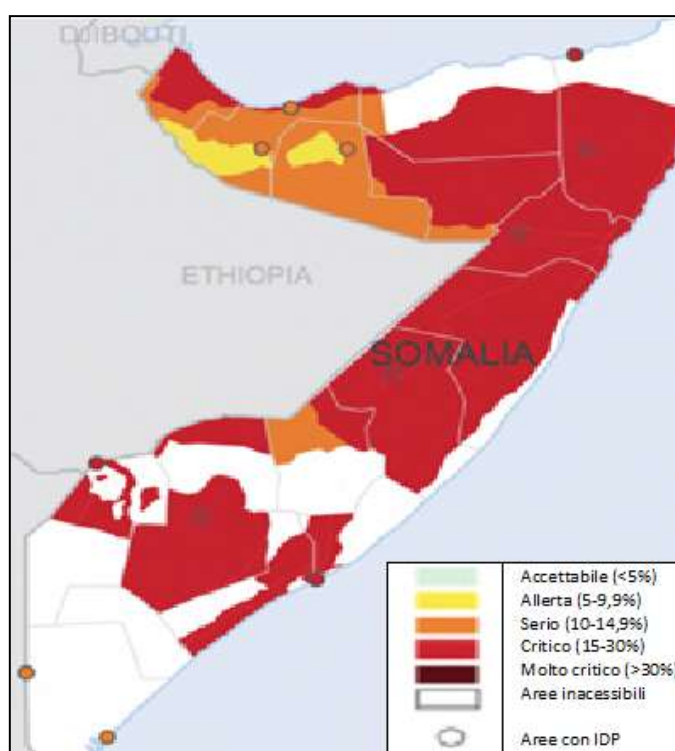 DJIBOUTI
ETHIOPIA
SOMALIA
Accettabile (<5%)
Allerta (5-9,9%)
Serio (10-14,9%)
Critico (15-30%)
Molto critico (>30%)
Aree inacessibili
Aree con IDP